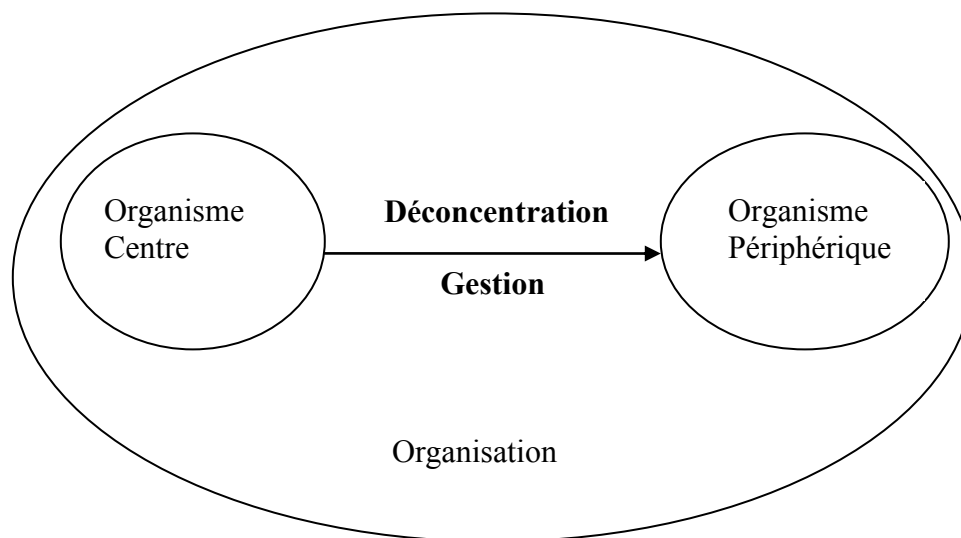 Organisme
Centre
Déconcentration
Gestion
Organisme
Périphérique
Organisation